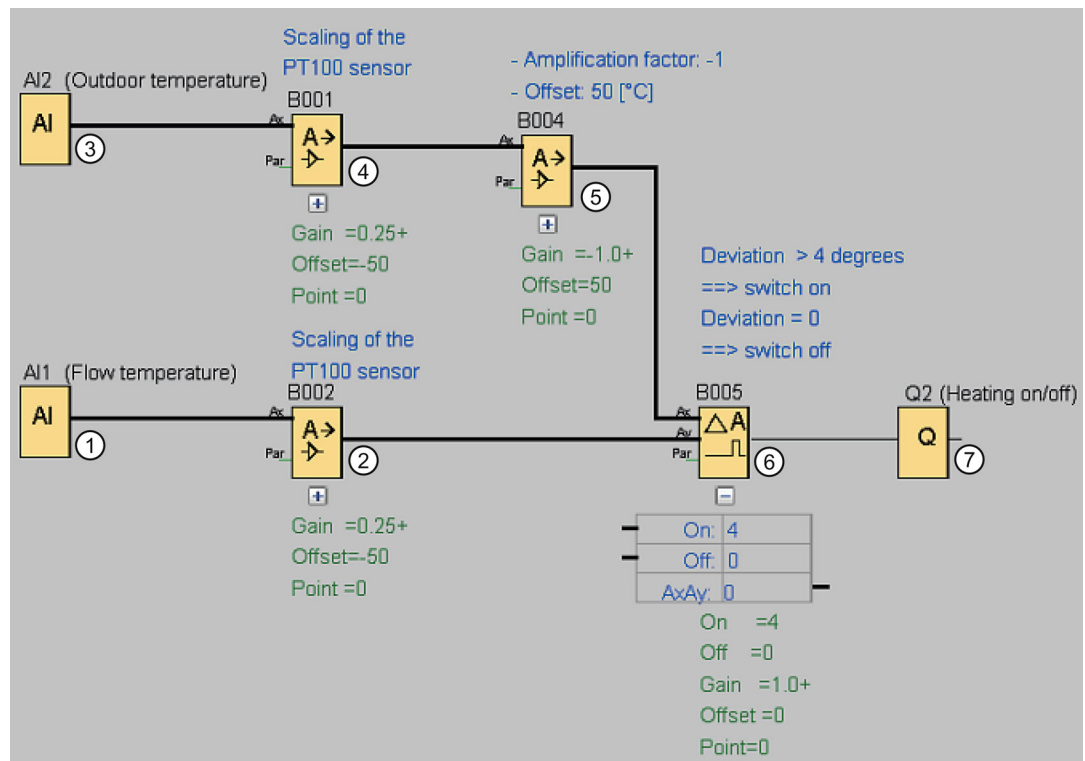 Scaling of the
PT100 sensor
- Amplification factor: -1
- Offset: 50 [°C]
AI2 (Outdoor temperature)
B001
B004
AI
Ax
A→
Par
3
4
Ax
A→
Par
5
Gain =0.25+
Offset=-50
Point =0
Gain =-1.0+
Offset=50
Point =0
Deviation > 4 degrees
==> switch on
Deviation = 0
==> switch off
Scaling of the
PT100 sensor
AI1 (Flow temperature)
B002
B005
Q2 (Heating on/off)
AI
Ax
A→
Par
1
2
Ax
Ay
Par
△A
6
Q
7
Gain =0.25+
Offset=-50
Point =0
On: 4
Off: 0
AxAy: 0
On =4
Off =0
Gain =1.0+
Offset =0
Point=0